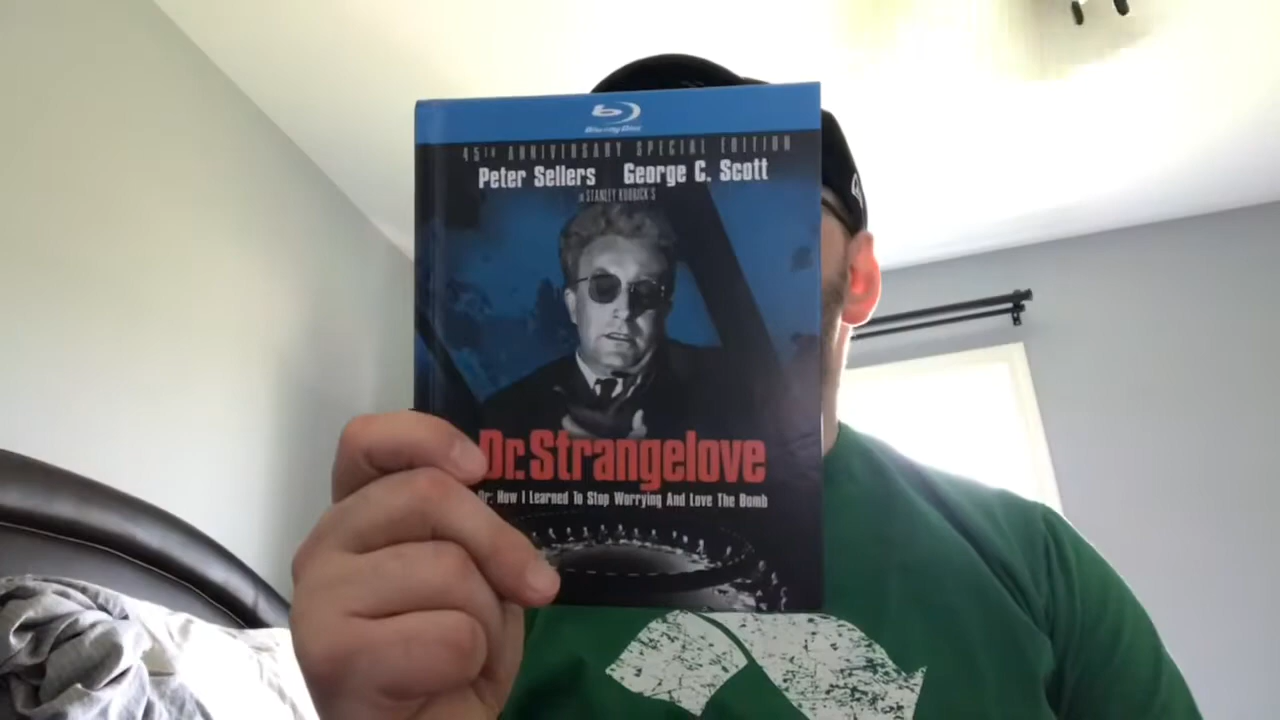 Blu-ray Disc
45TH ANNIVERSARY SPECIAL EDITION
Peter Sellers George C. Scott
in STANLEY KUBRICK'S
Dr. Strangelove
Or: How I Learned To Stop Worrying And Love The Bomb